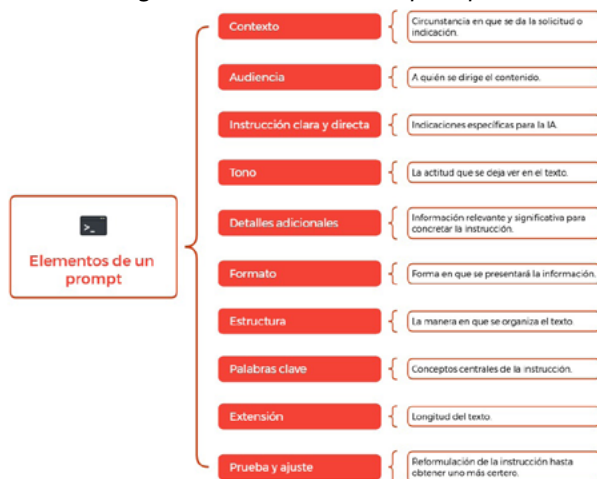 Elementos de un
prompt
Contexto
Circunstancia en que se da la solicitud o
indicación.
Audiencia
A quién se dirige el contenido.
Instrucción clara y directa
Indicaciones específicas para la IA.
Tono
La actitud que se deja ver en el texto.
Detalles adicionales
Información relevante y significativa para
concretar la instrucción.
Formato
Forma en que se presentará la información.
Estructura
La manera en que se organiza el texto
Palabras clave
Conceptos centrales de la instrucción.
Extensión
Longitud del texto.
Prueba y ajuste
Reformulación de la instrucción hasta
obtener uno más certero.